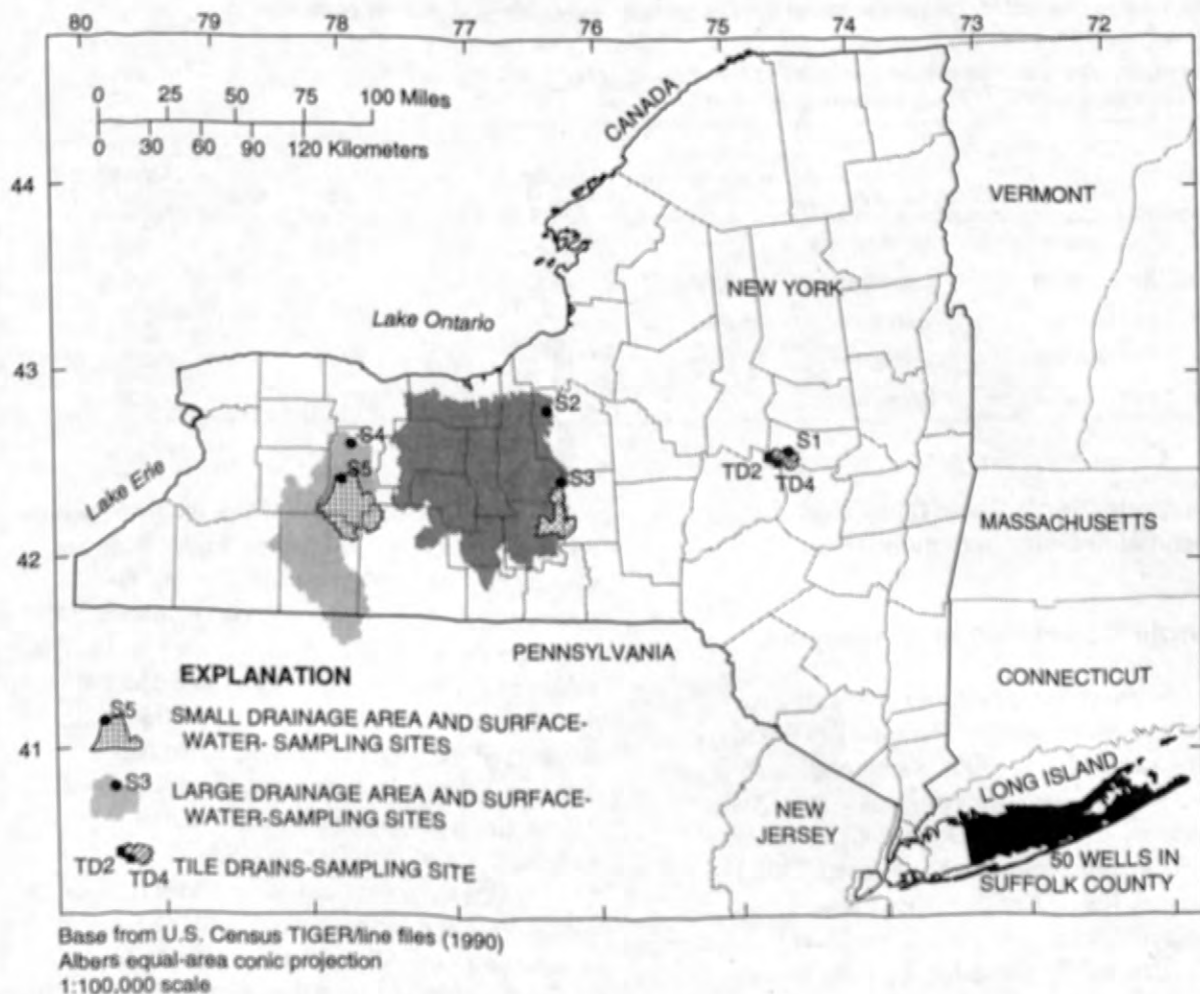 80 79 78 77 76 75 74 73 72
0 25 50 75 100 Miles
0 30 60 90 120 Kilometers
CANADA
44
VERMONT
NEW YORK
Lake Ontario
43
S2
S4
S1
S5
S3
TD2
TD4
Lake Erie
MASSACHUSETTS
42
PENNSYLVANIA
CONNECTICUT
EXPLANATION
S5
SMALL DRAINAGE AREA AND SURFACE-
WATER- SAMPLING SITES
41
S3
LARGE DRAINAGE AREA AND SURFACE-
WATER-SAMPLING SITES
LONG ISLAND
NEW
JERSEY
TD2 TD4 TILE DRAINS-SAMPLING SITE
50 WELLS IN
SUFFOLK COUNTY
Base from U.S. Census TIGER/line files (1990)
Albers equal-area conic projection
1:100,000 scale